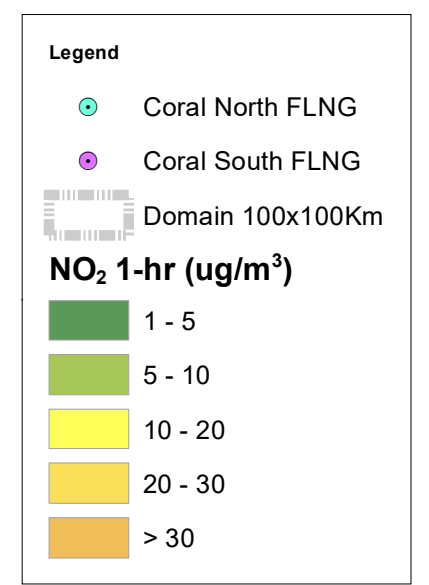 Legend
Coral North FLNG
Coral South FLNG
Domain 100x100Km
NO₂ 1-hr (ug/m³)
1 - 5
5 - 10
10 - 20
20 - 30
> 30